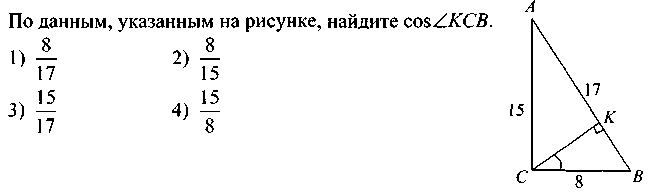 По данным, указанным на рисунке, найдите cos∠KCB.
1) 8/17 2) 8/15
3) 15/17 4) 15/8
A
17
15
K
C
8
B